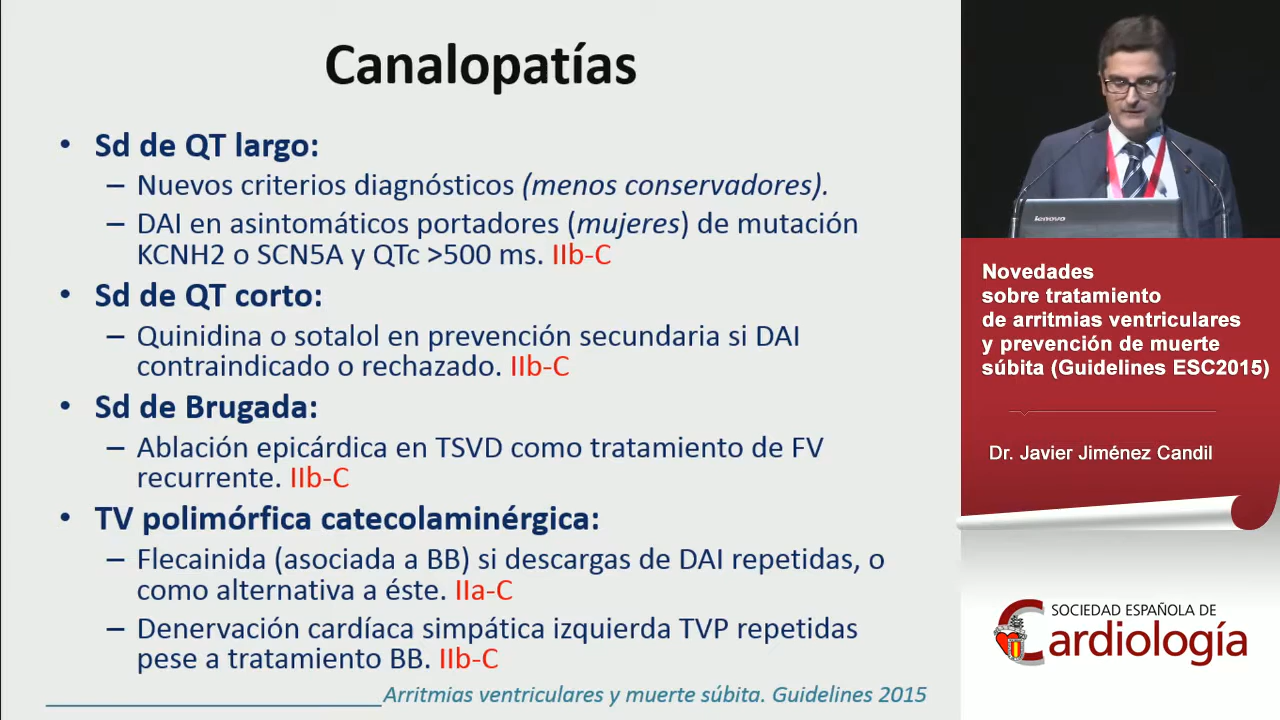 Canalopatías
• Sd de QT largo:
– Nuevos criterios diagnósticos (menos conservadores).
– DAI en asintomáticos portadores (mujeres) de mutación
KCNH2 o SCN5A y QTc >500 ms. IIb-C
• Sd de QT corto:
– Quinidina o sotalol en prevención secundaria si DAI
contraindicado o rechazado. IIb-C
• Sd de Brugada:
– Ablación epicárdica en TSVD como tratamiento de FV
recurrente. IIb-C
• TV polimórfica catecolaminérgica:
– Flecainida (asociada a BB) si descargas de DAI repetidas, o
como alternativa a éste. IIa-C
– Denervación cardíaca simpática izquierda TVP repetidas
pese a tratamiento BB. IIb-C
Arritmias ventriculares y muerte súbita. Guidelines 2015
lenovo
Novedades
sobre tratamiento
de arritmias ventriculares
y prevención de muerte
súbita (Guidelines ESC2015)
Dr. Javier Jiménez Candil
SOCIEDAD ESPAÑOLA DE
Cardiología